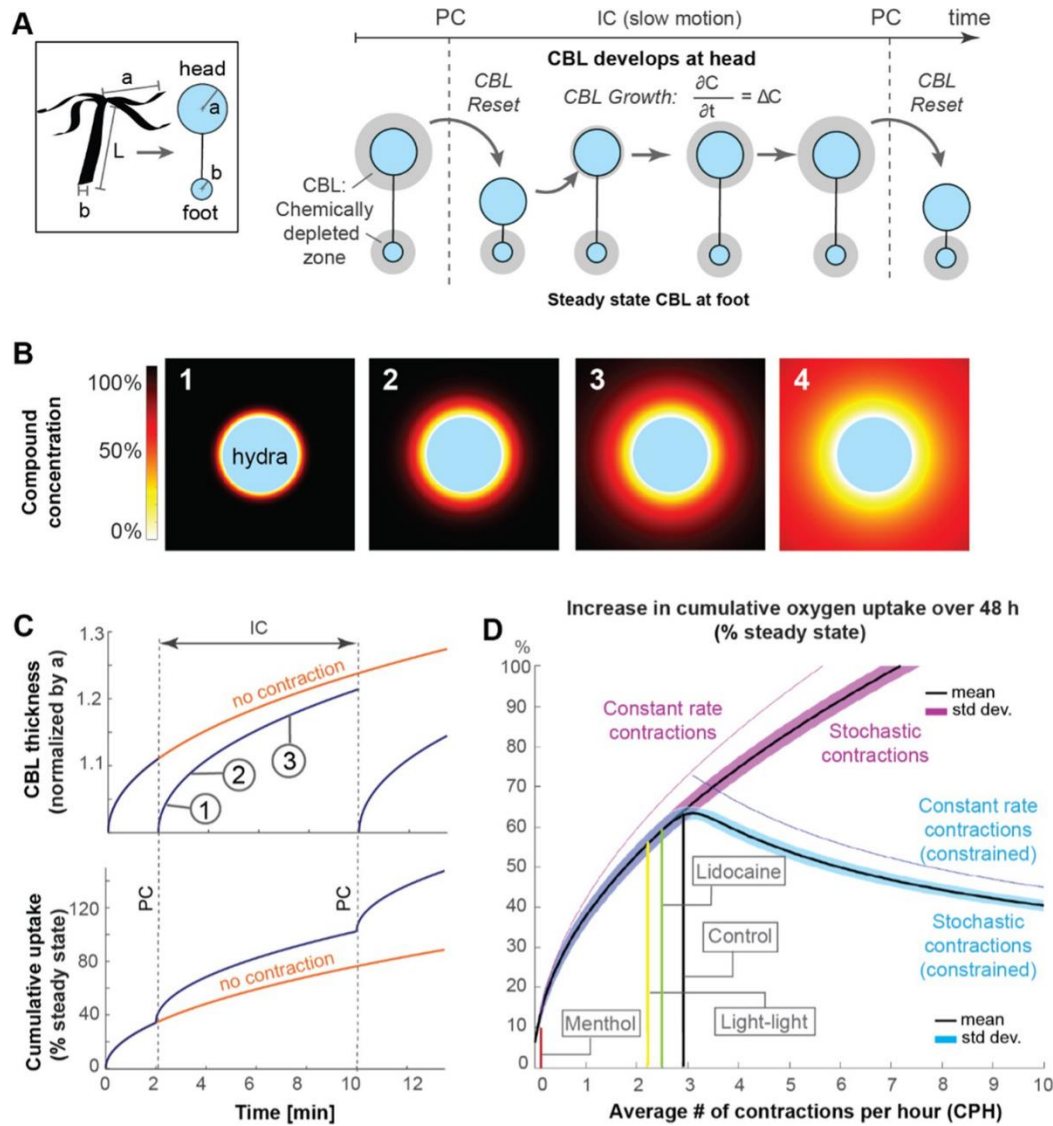 A
PC
IC (slow motion)
PC
time
a
head
a
L
b
b
foot
CBL develops at head
CBL
Reset
CBL Growth: ∂C/∂t = ΔC
CBL
Reset
CBL:
Chemically
depleted
zone
Steady state CBL at foot
B
Compound
concentration
100%
50%
0%
1
hydra
2
3
4
C
CBL thickness
(normalized by a)
1.3
1.2
1.1
IC
no contraction
1
2
3
Cumulative uptake
(% steady state)
120
80
40
0
PC
PC
no contraction
0
2
4
6
8
10
12
Time [min]
D
Increase in cumulative oxygen uptake over 48 h
(% steady state)
%
100
90
80
70
60
50
40
30
20
10
0
Constant rate
contractions
mean
std dev.
Stochastic
contractions
Constant rate
contractions
(constrained)
Stochastic
contractions
(constrained)
Lidocaine
Control
Light-light
Menthol
mean
std dev.
0
1
2
3
4
5
6
7
8
9
10
Average # of contractions per hour (CPH)